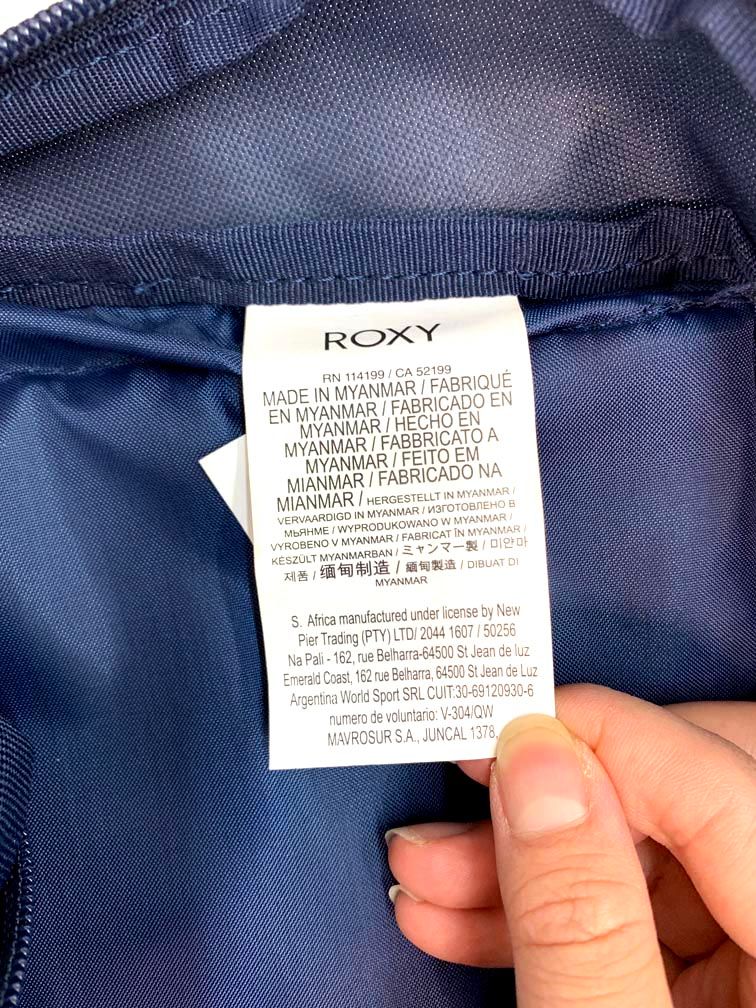 ROXY
RN 114199 / CA 52199
MADE IN MYANMAR / FABRIQUÉ
EN MYANMAR / FABRICADO EN
MYANMAR / HECHO EN
MYANMAR / FABBRICATO A
MYANMAR / FEITO EM
MIANMAR / FABRICADO NA
MIANMAR / HERGESTELLT IN MYANMAR /
VERVAARDIGD IN MYANMAR / ИЗГОТОВЛЕНО В
МЬЯНМЕ / WYPRODUKOWANO W MYANMAR /
VYROBENO V MYANMAR / FABRICAT ÎN MYANMAR /
KÉSZÜLT MYANMARBAN / ミャンマー製 / 미얀마
제품 / 缅甸制造 / 緬甸製造 / DIBUAT DI
MYANMAR
S. Africa manufactured under license by New
Pier Trading (PTY) LTD/ 2044 1607 / 50256
Na Pali - 162, rue Belharra-64500 St Jean de luz
Emerald Coast, 162 rue Belharra, 64500 St Jean de Luz
Argentina World Sport SRL CUIT:30-69120930-6
numero de voluntario: V-304/QW
MAVROSUR S.A., JUNCAL 1378,